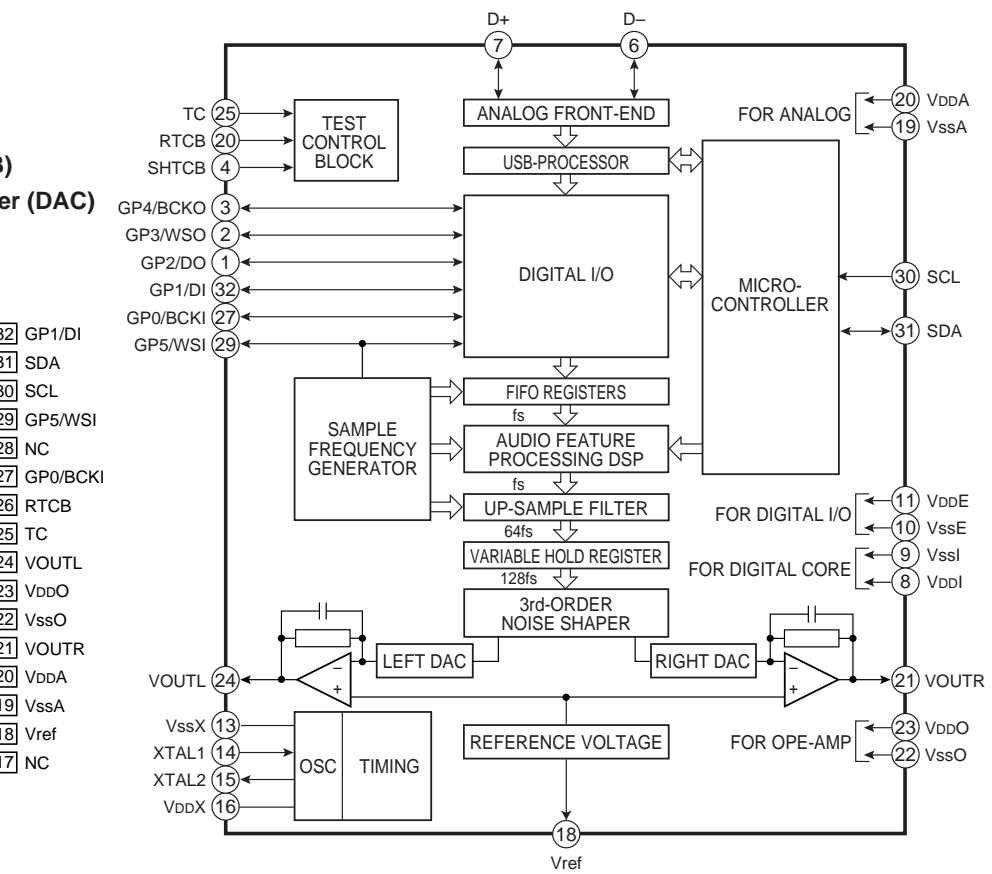 3)
er (DAC)
32 GP1/DI
31 SDA
30 SCL
29 GP5/WSI
28 NC
27 GP0/BCKI
26 RTCB
25 TC
24 VOUTL
23 VDDO
22 VssO
21 VOUTR
20 VDDA
19 VssA
18 Vref
17 NC
D+
7
D–
6
TC 25
RTCB 20
SHTCB 4
TEST
CONTROL
BLOCK
GP4/BCKO 3
GP3/WSO 2
GP2/DO 1
GP1/DI 32
GP0/BCKI 27
GP5/WSI 29
ANALOG FRONT-END
USB-PROCESSOR
DIGITAL I/O
MICRO-
CONTROLLER
FOR ANALOG
20 VDDA
19 VssA
30 SCL
31 SDA
SAMPLE
FREQUENCY
GENERATOR
FIFO REGISTERS
fs
AUDIO FEATURE
PROCESSING DSP
fs
UP-SAMPLE FILTER
64fs
VARIABLE HOLD REGISTER
128fs
3rd-ORDER
NOISE SHAPER
FOR DIGITAL I/O
11 VDDE
10 VssE
FOR DIGITAL CORE
9 VssI
8 VDDI
LEFT DAC
RIGHT DAC
–
+
–
+
VOUTL 24
21 VOUTR
VssX 13
XTAL1 14
XTAL2 15
VDDX 16
OSC
TIMING
REFERENCE VOLTAGE
FOR OPE-AMP
23 VDDO
22 VssO
18
Vref